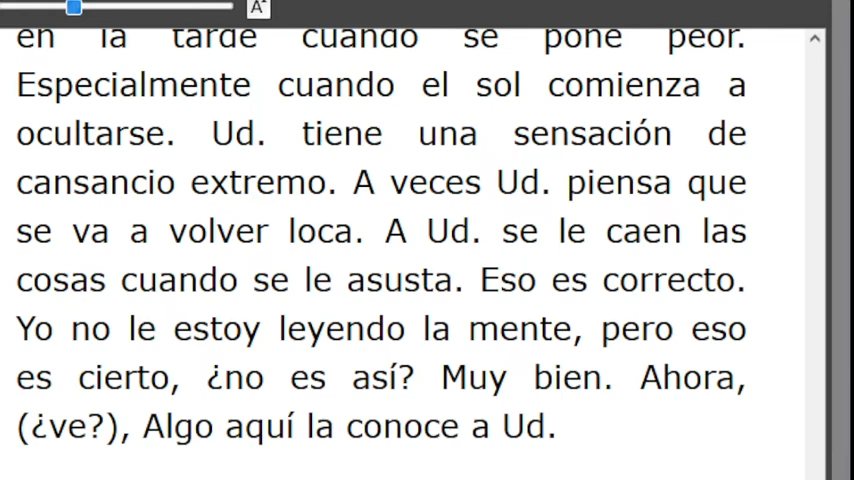 A
en la tarde cuando se pone peor.
Especialmente cuando el sol comienza a
ocultarse. Ud. tiene una sensación de
cansancio extremo. A veces Ud. piensa que
se va a volver loca. A Ud. se le caen las
cosas cuando se le asusta. Eso es correcto.
Yo no le estoy leyendo la mente, pero eso
es cierto, ¿no es así? Muy bien. Ahora,
(¿ve?), Algo aquí la conoce a Ud.